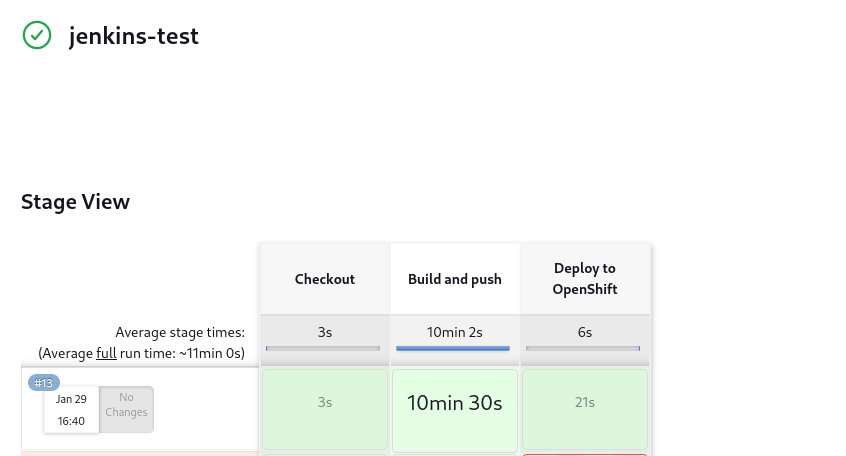 jenkins-test
Stage View
Checkout
Build and push
Deploy to
OpenShift
Average stage times:
(Average full run time: ~11min 0s)
3s
10min 2s
6s
#13
Jan 29
16:40
No
Changes
3s
10min 30s
21s